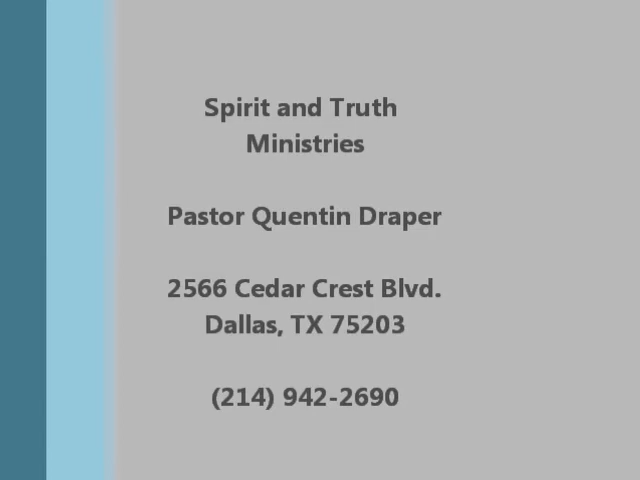 Spirit and Truth
Ministries
Pastor Quentin Draper
2566 Cedar Crest Blvd.
Dallas, TX 75203
(214) 942-2690